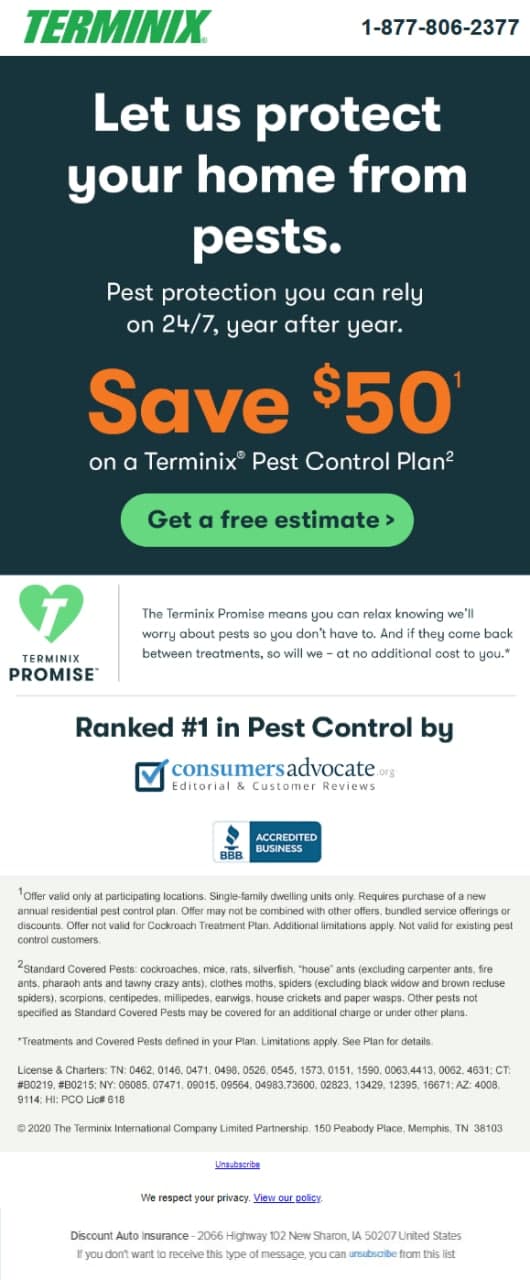 TERMINIX®
1-877-806-2377
Let us protect
your home from
pests.
Pest protection you can rely
on 24/7, year after year.
Save $50¹
on a Terminix® Pest Control Plan²
Get a free estimate >
T
TERMINIX
PROMISE™
The Terminix Promise means you can relax knowing we'll
worry about pests so you don't have to. And if they come back
between treatments, so will we – at no additional cost to you.*
Ranked #1 in Pest Control by
consumersadvocate.org
Editorial & Customer Reviews
BBB
ACCREDITED
BUSINESS
¹Offer valid only at participating locations. Single-family dwelling units only. Requires purchase of a new
annual residential pest control plan. Offer may not be combined with other offers, bundled service offerings or
discounts. Offer not valid for Cockroach Treatment Plan. Additional limitations apply. Not valid for existing pest
control customers.
²Standard Covered Pests: cockroaches, mice, rats, silverfish, "house" ants (excluding carpenter ants, fire
ants, pharaoh ants and tawny crazy ants), clothes moths, spiders (excluding black widow and brown recluse
spiders), scorpions, centipedes, millipedes, earwigs, house crickets and paper wasps. Other pests not
specified as Standard Covered Pests may be covered for an additional charge or under other plans.
*Treatments and Covered Pests defined in your Plan. Limitations apply. See Plan for details.
License & Charters: TN: 0462, 0146, 0471, 0498, 0526, 0545, 1573, 0151, 1590, 0063,4413, 0062, 4631; CT:
#B0219, #B0215; NY: 06085, 07471, 09015, 09564, 04983,73600, 02823, 13429, 12395, 16671; AZ: 4008,
9114; HI: PCO Lic# 618
© 2020 The Terminix International Company Limited Partnership. 150 Peabody Place, Memphis, TN 38103
Unsubscribe
We respect your privacy. View our policy.
Discount Auto Insurance - 2066 Highway 102 New Sharon, IA 50207 United States
If you don't want to receive this type of message, you can unsubscribe from this list